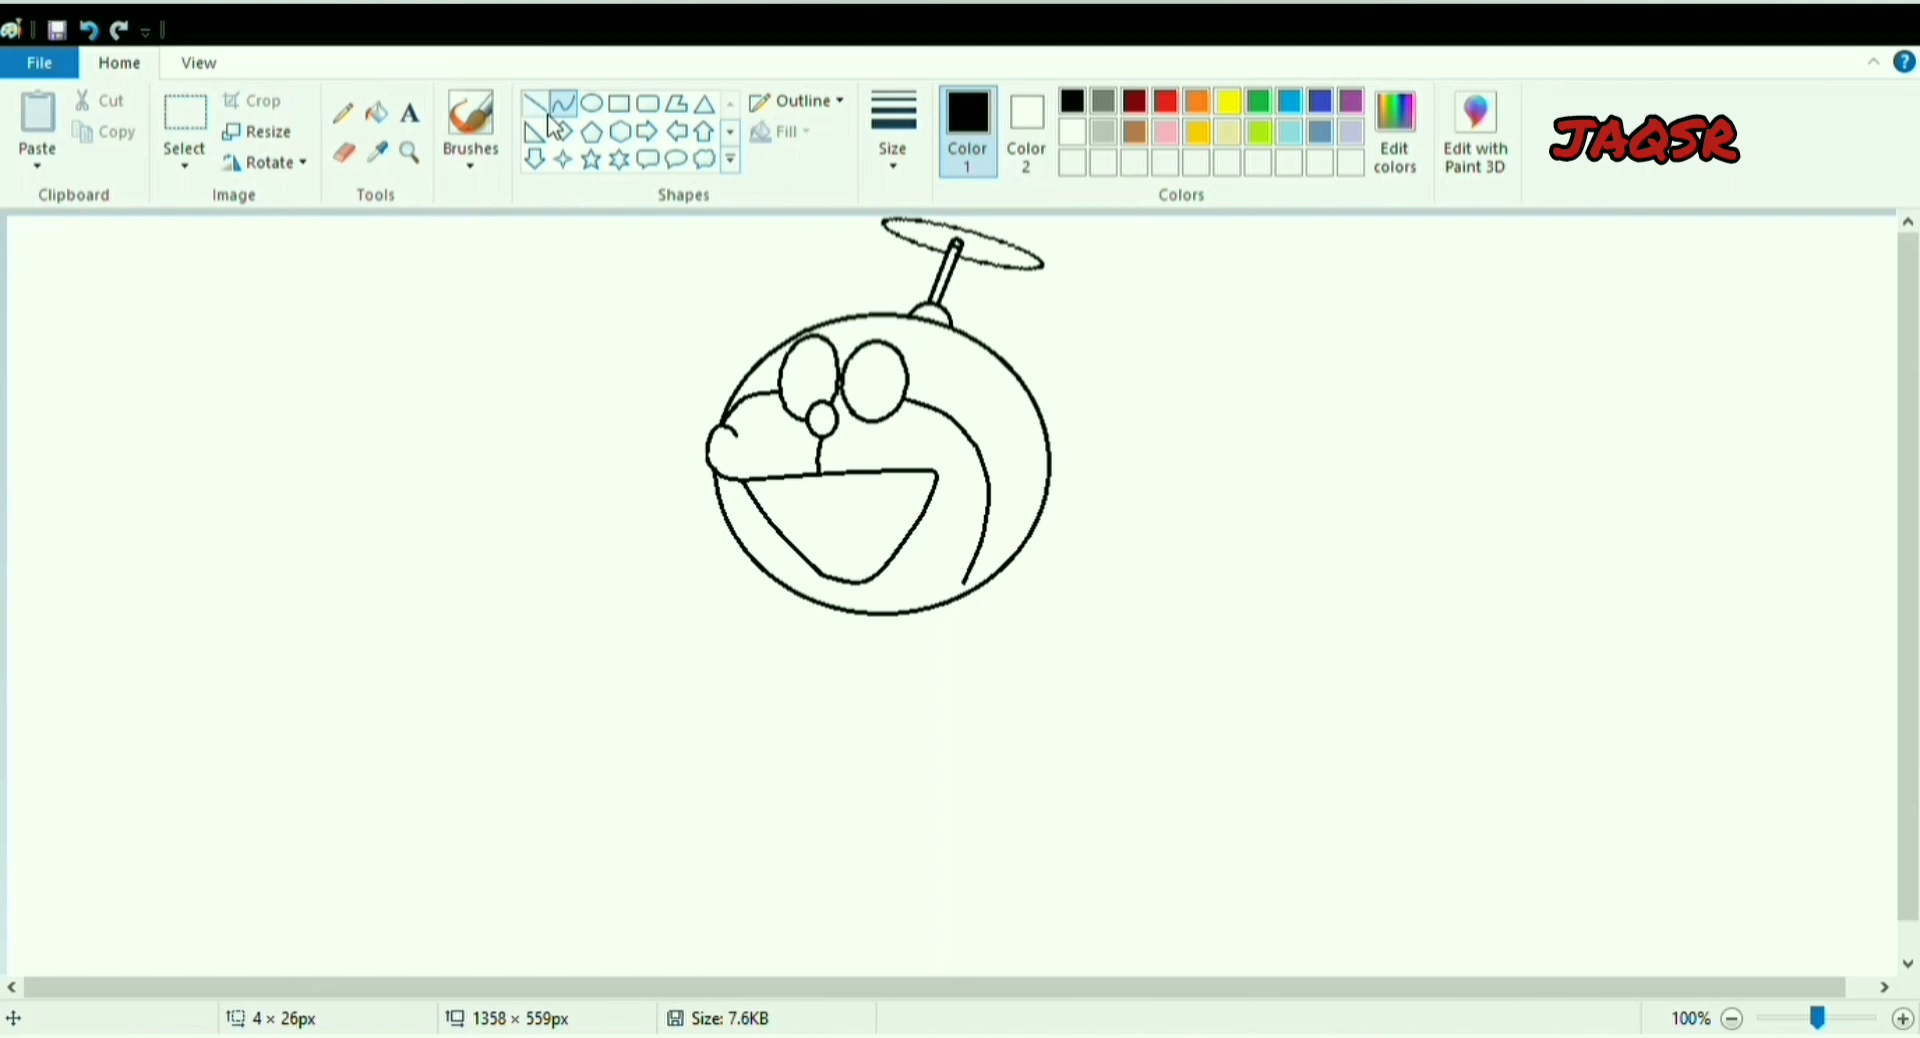 File Home View
Paste
Cut
Copy
Clipboard
Select
Crop
Resize
Rotate
Image
A
Tools
Brushes
Outline
Fill
Shapes
Size
Color
1
Color
2
Colors
Edit
colors
Edit with
Paint 3D
JAQSR
?
4 × 26px
1358 × 559px
Size: 7.6KB
100%